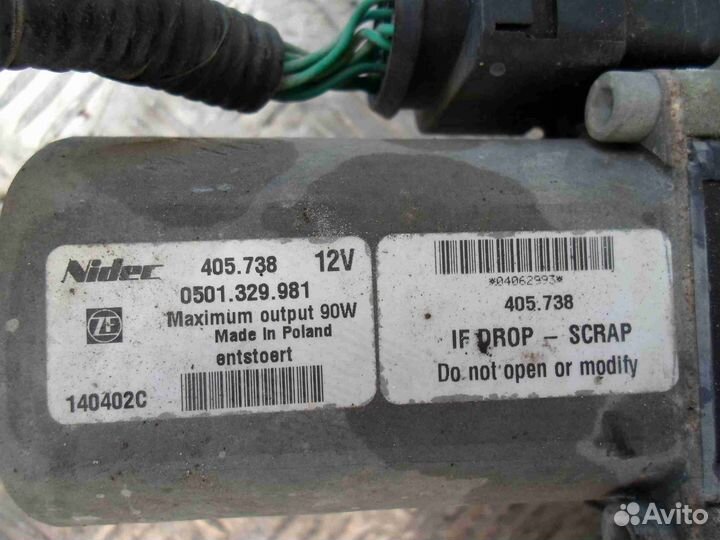 Nidec 405.738 12V
0501.329.981
ZF
Maximum output 90W
Made in Poland
entstoert
140402C
*04062993*
405.738
IF DROP - SCRAP
Do not open or modify
Avito